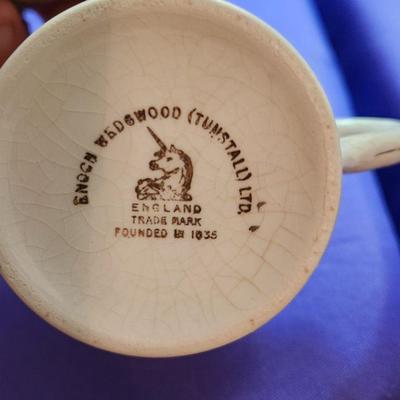 ENOCH WEDGWOOD (TUNSTALL) LTD.
ENGLAND
TRADE MARK
FOUNDED IN 1835